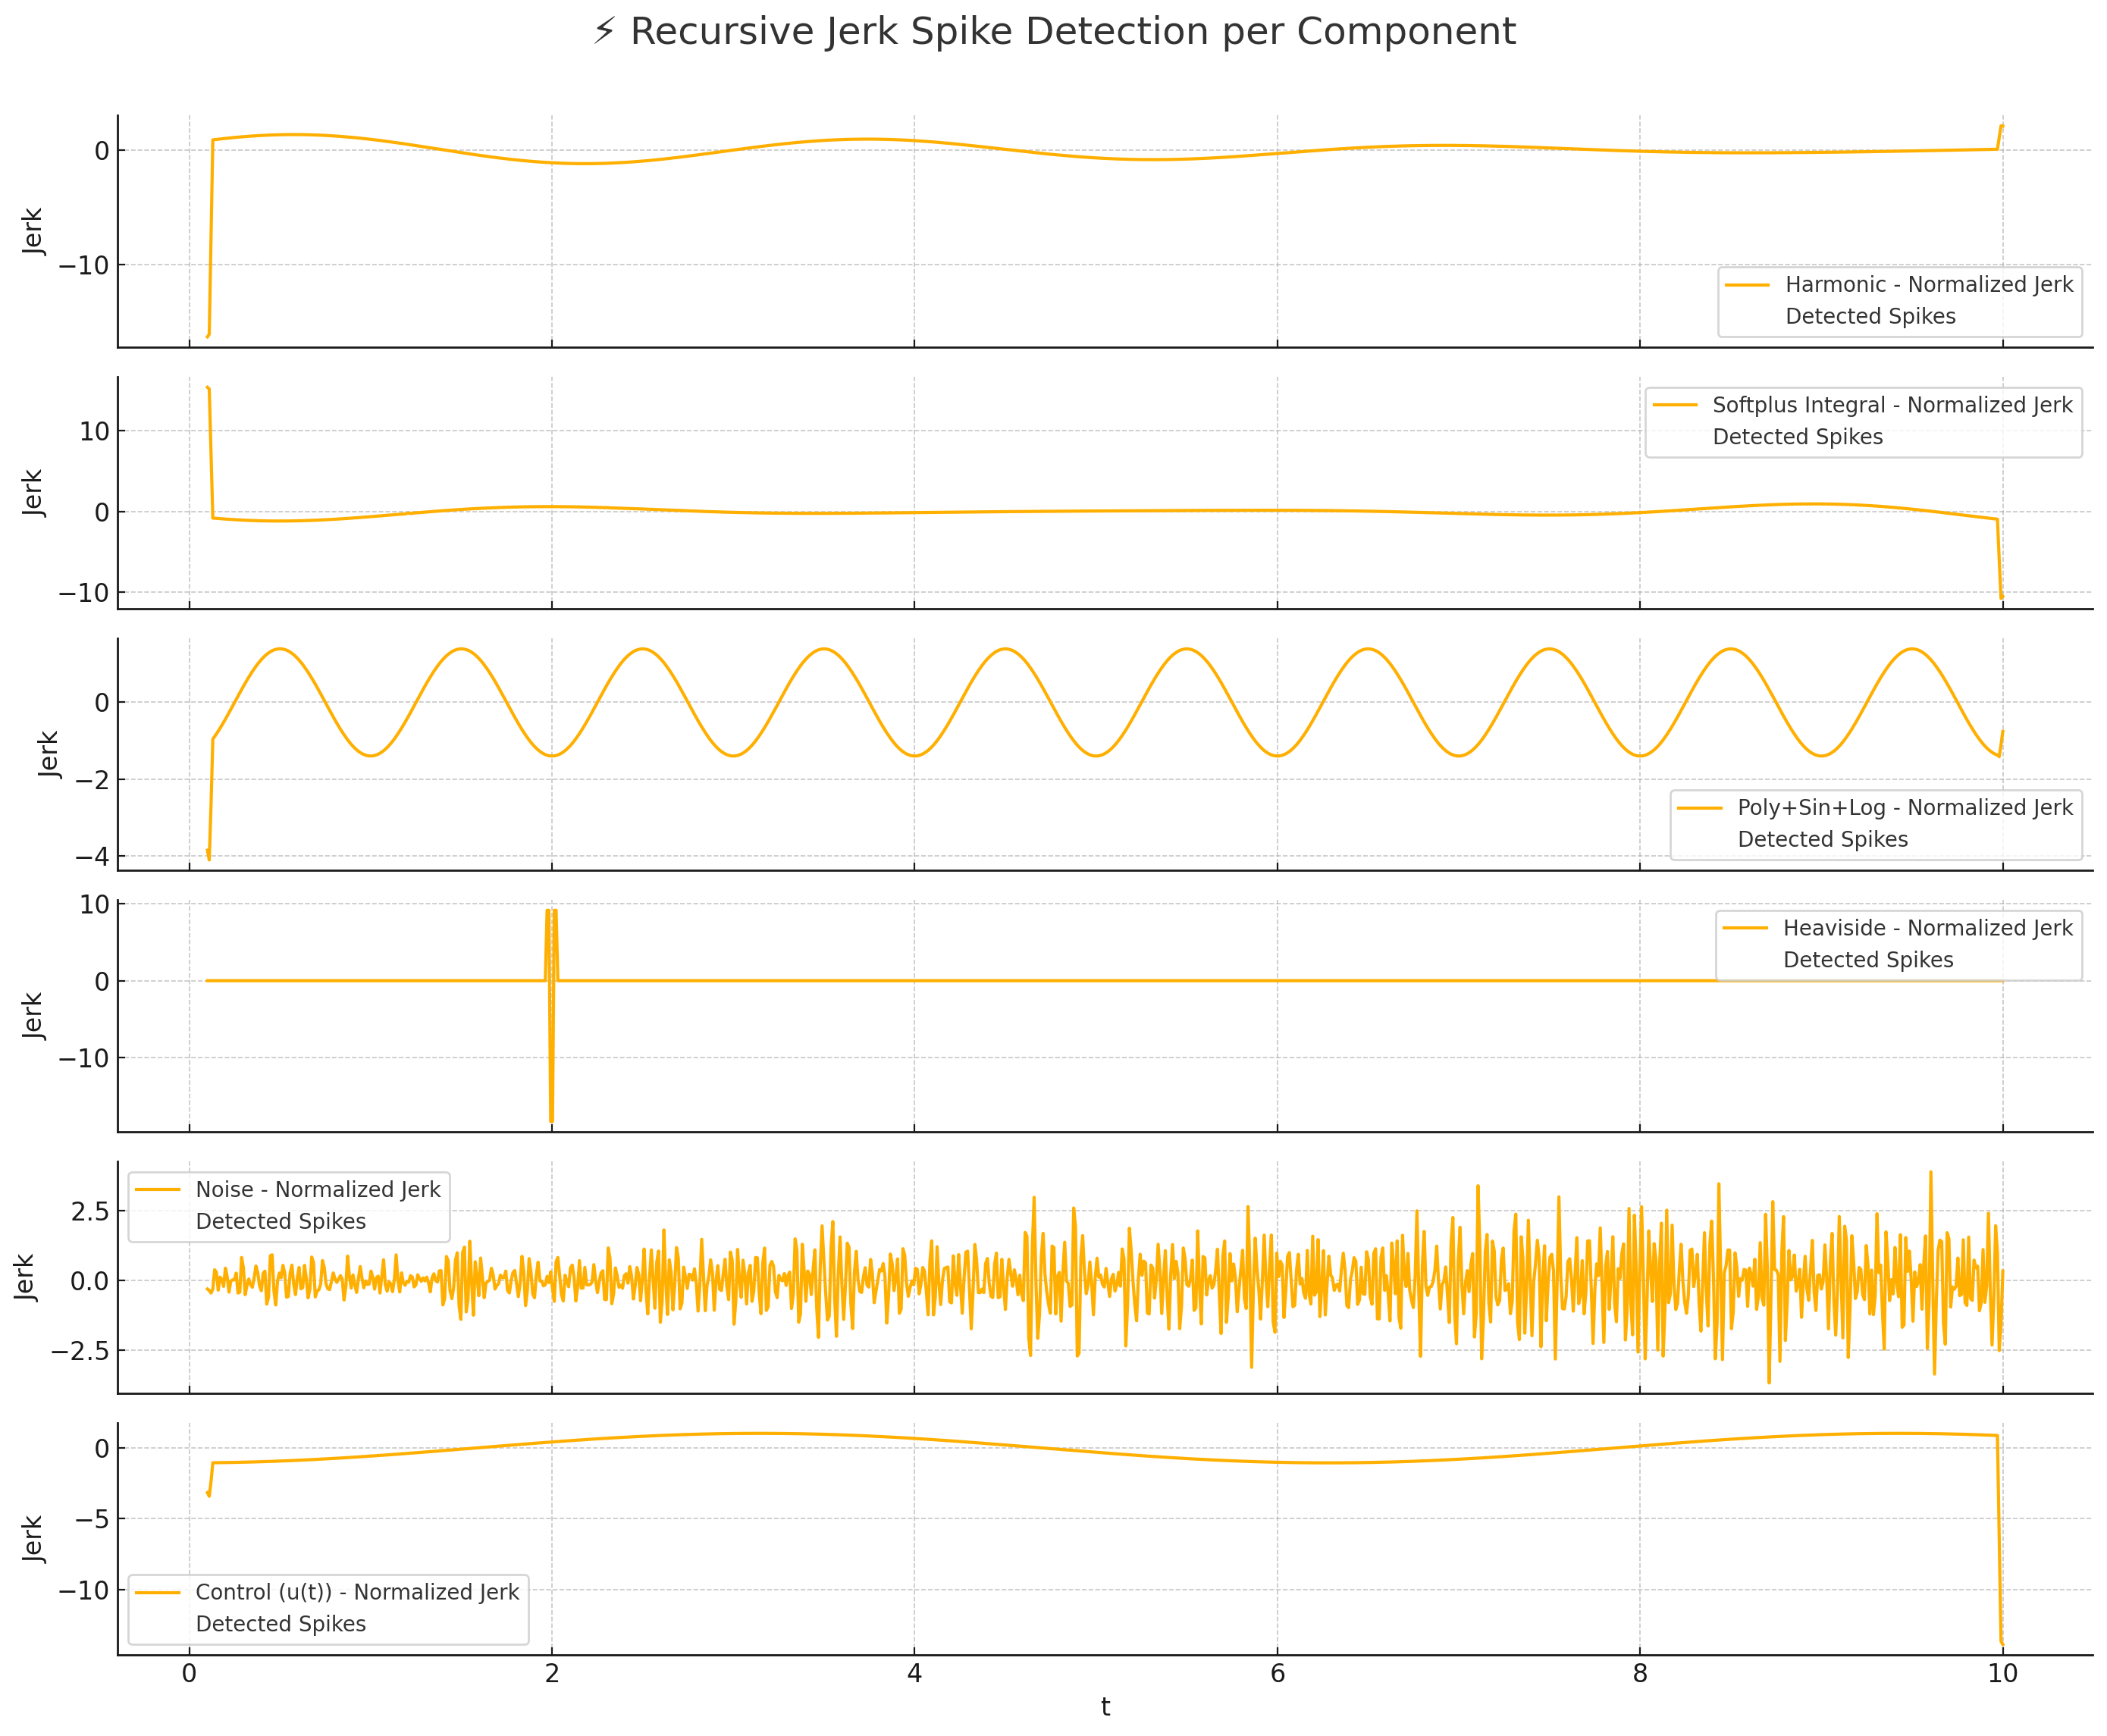 ⚡ Recursive Jerk Spike Detection per Component
0
−10
Jerk
Harmonic - Normalized Jerk
Detected Spikes
10
0
−10
Jerk
Softplus Integral - Normalized Jerk
Detected Spikes
0
−2
−4
Jerk
Poly+Sin+Log - Normalized Jerk
Detected Spikes
10
0
−10
Jerk
Heaviside - Normalized Jerk
Detected Spikes
2.5
0.0
−2.5
Jerk
Noise - Normalized Jerk
Detected Spikes
0
−5
−10
Jerk
Control (u(t)) - Normalized Jerk
Detected Spikes
0 2 4 6 8 10
t